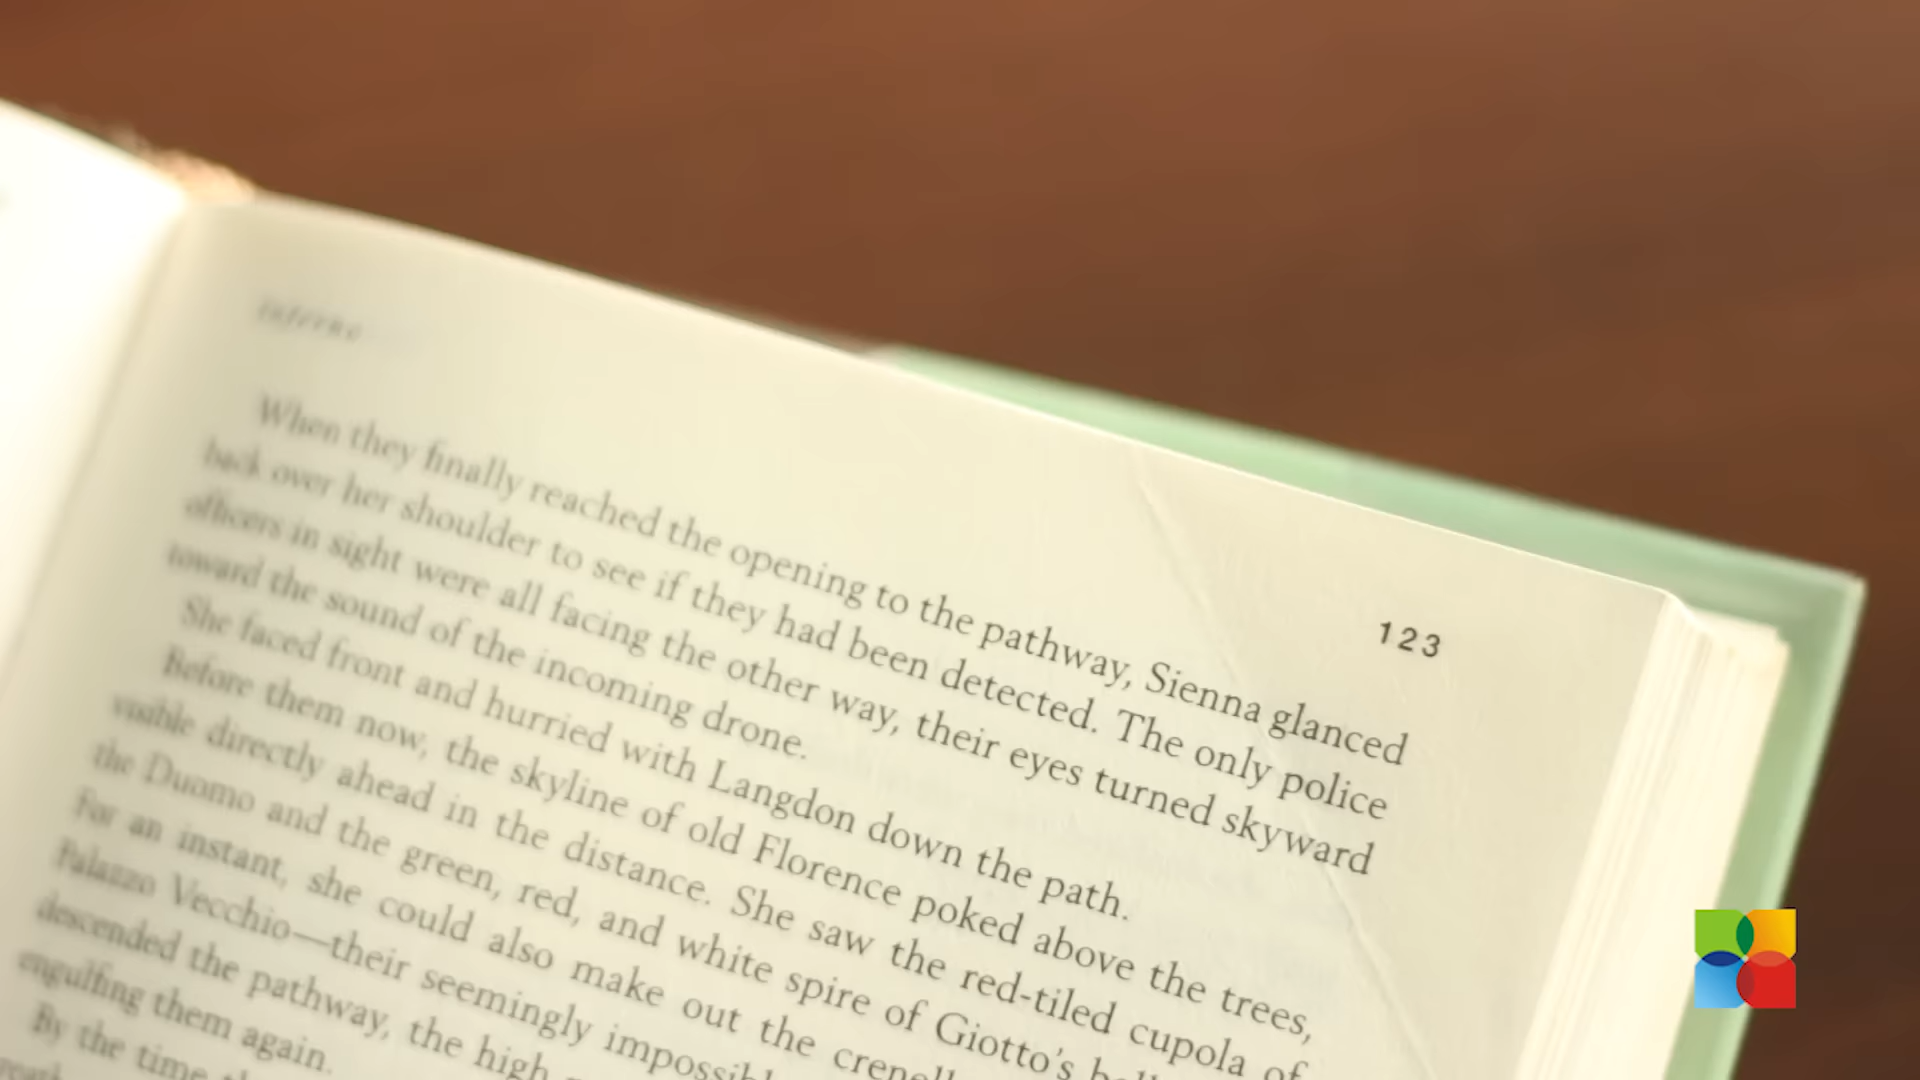 inferno
123
When they finally reached the opening to the pathway, Sienna glanced
back over her shoulder to see if they had been detected. The only police
officers in sight were all facing the other way, their eyes turned skyward
toward the sound of the incoming drone.
She faced front and hurried with Langdon down the path.
Before them now, the skyline of old Florence poked above the trees,
visible directly ahead in the distance. She saw the red-tiled cupola of
the Duomo and the green, red, and white spire of Giotto's
For an instant, she could also make out the
Palazzo Vecchio—their seemingly
descended the pathway, the high
engulfing them again.
By the time